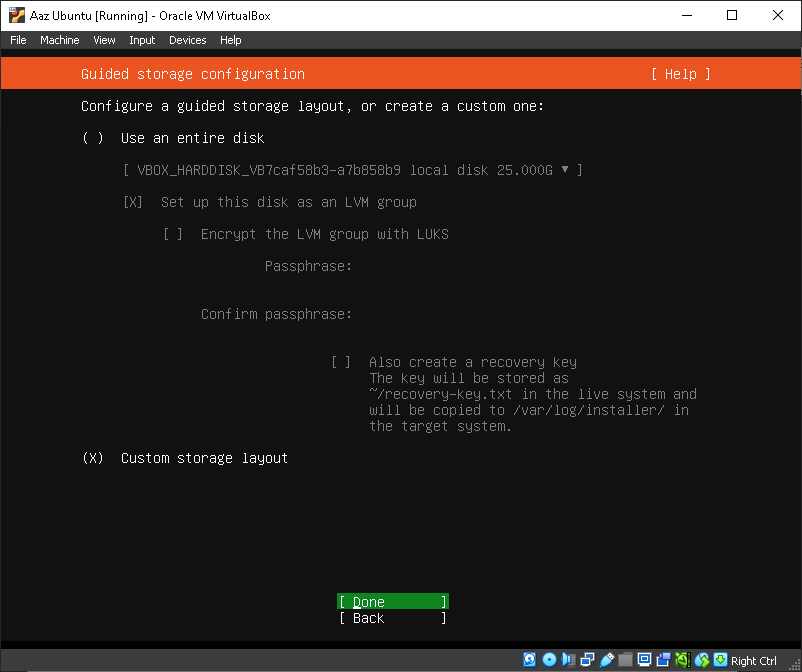 Aaz Ubuntu [Running] - Oracle VM VirtualBox
File Machine View Input Devices Help
Guided storage configuration [ Help ]
Configure a guided storage layout, or create a custom one:
( ) Use an entire disk
[ VBOX_HARDDISK_VB7caf58b3-a7b858b9 local disk 25.000G ▾ ]
[X] Set up this disk as an LVM group
[ ] Encrypt the LVM group with LUKS
Passphrase:
Confirm passphrase:
[ ] Also create a recovery key
The key will be stored as
~/recovery-key.txt in the live system and
will be copied to /var/log/installer/ in
the target system.
(X) Custom storage layout
[ Done ]
[ Back ]
Right Ctrl